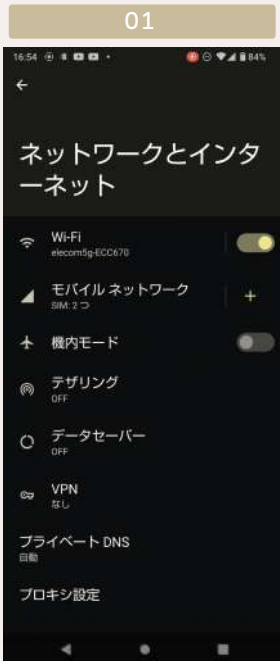 01
16:54
84%
ネットワークとインタ
ーネット
Wi-Fi
elecom5g-ECC670
モバイル ネットワーク
SIM: 2 つ
機内モード
テザリング
OFF
データセーバー
OFF
VPN
なし
プライベート DNS
自動
プロキシ設定